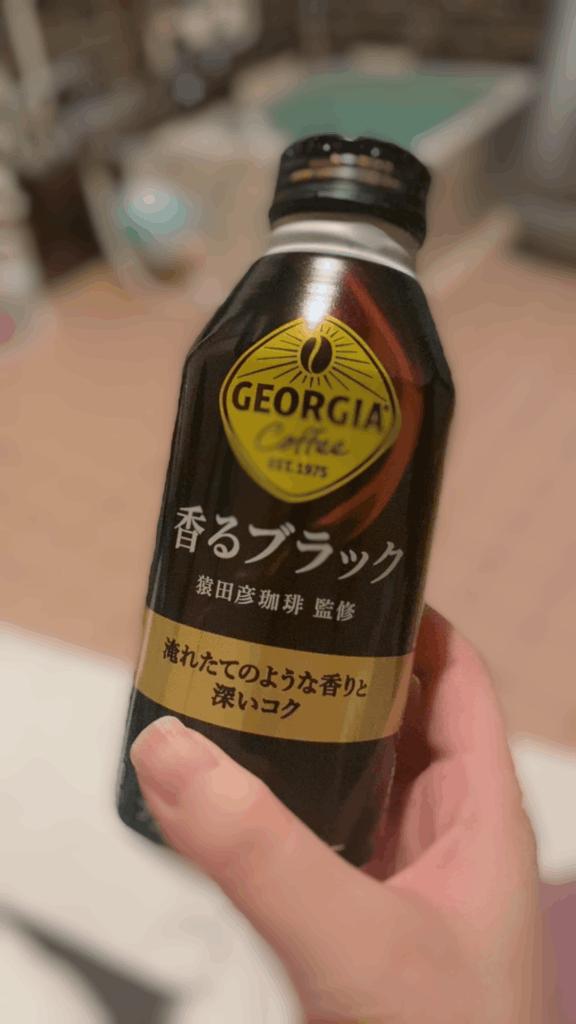 GEORGIA
Coffee
EST.1975
香るブラック
猿田彦珈琲 監修
淹れたてのような香りと
深いコク